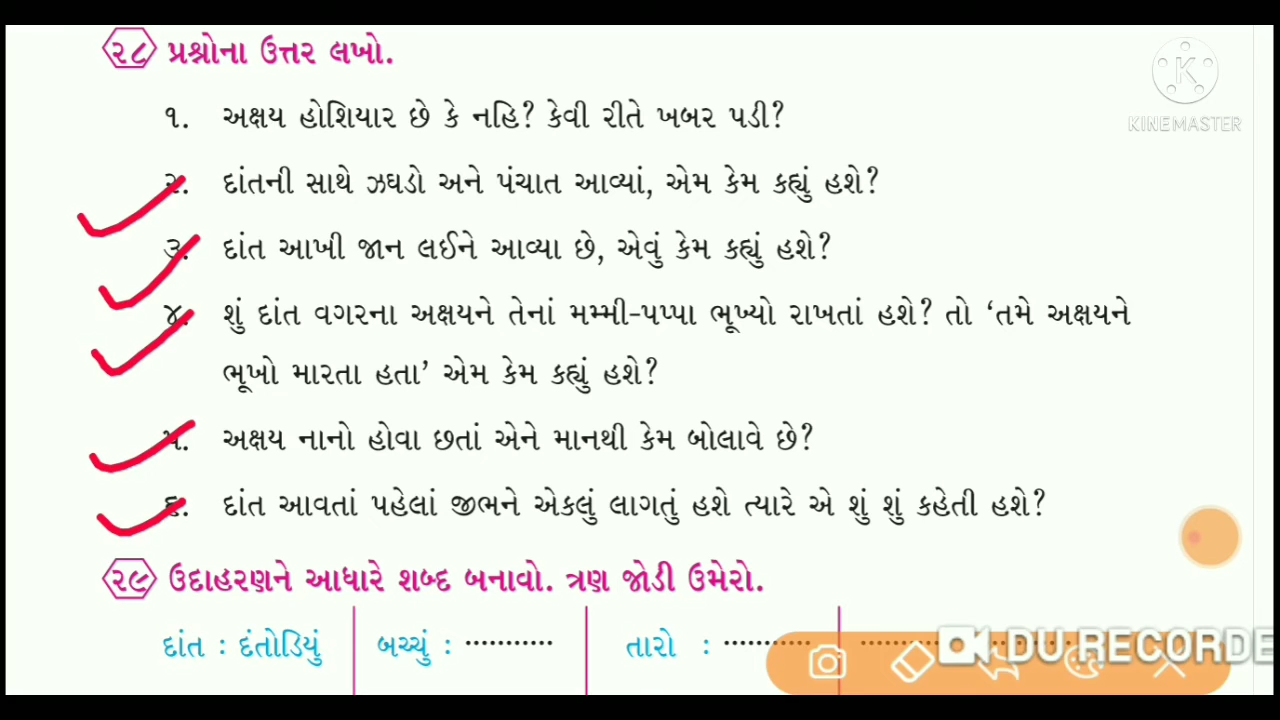 ૨૮ પ્રશ્નોના ઉત્તર લખો.
K
KINEMASTER
૧. અક્ષય હોશિયાર છે કે નહિ? કેવી રીતે ખબર પડી?
૨. દાંતની સાથે ઝઘડો અને પંચાત આવ્યાં, એમ કેમ કહ્યું હશે?
૩. દાંત આખી જાન લઈને આવ્યા છે, એવું કેમ કહ્યું હશે?
૪. શું દાંત વગરના અક્ષયને તેનાં મમ્મી-પપ્પા ભૂખ્યો રાખતાં હશે? તો ‘તમે અક્ષયને
ભૂખો મારતા હતા’ એમ કેમ કહ્યું હશે?
૫. અક્ષય નાનો હોવા છતાં એને માનથી કેમ બોલાવે છે?
૬. દાંત આવતાં પહેલાં જીભને એકલું લાગતું હશે ત્યારે એ શું શું કહેતી હશે?
૨૯ ઉદાહરણને આધારે શબ્દ બનાવો. ત્રણ જોડી ઉમેરો.
દાંત : દંતોડિયું બચ્ચું : ........... તારો : ...........
DU RECORDE